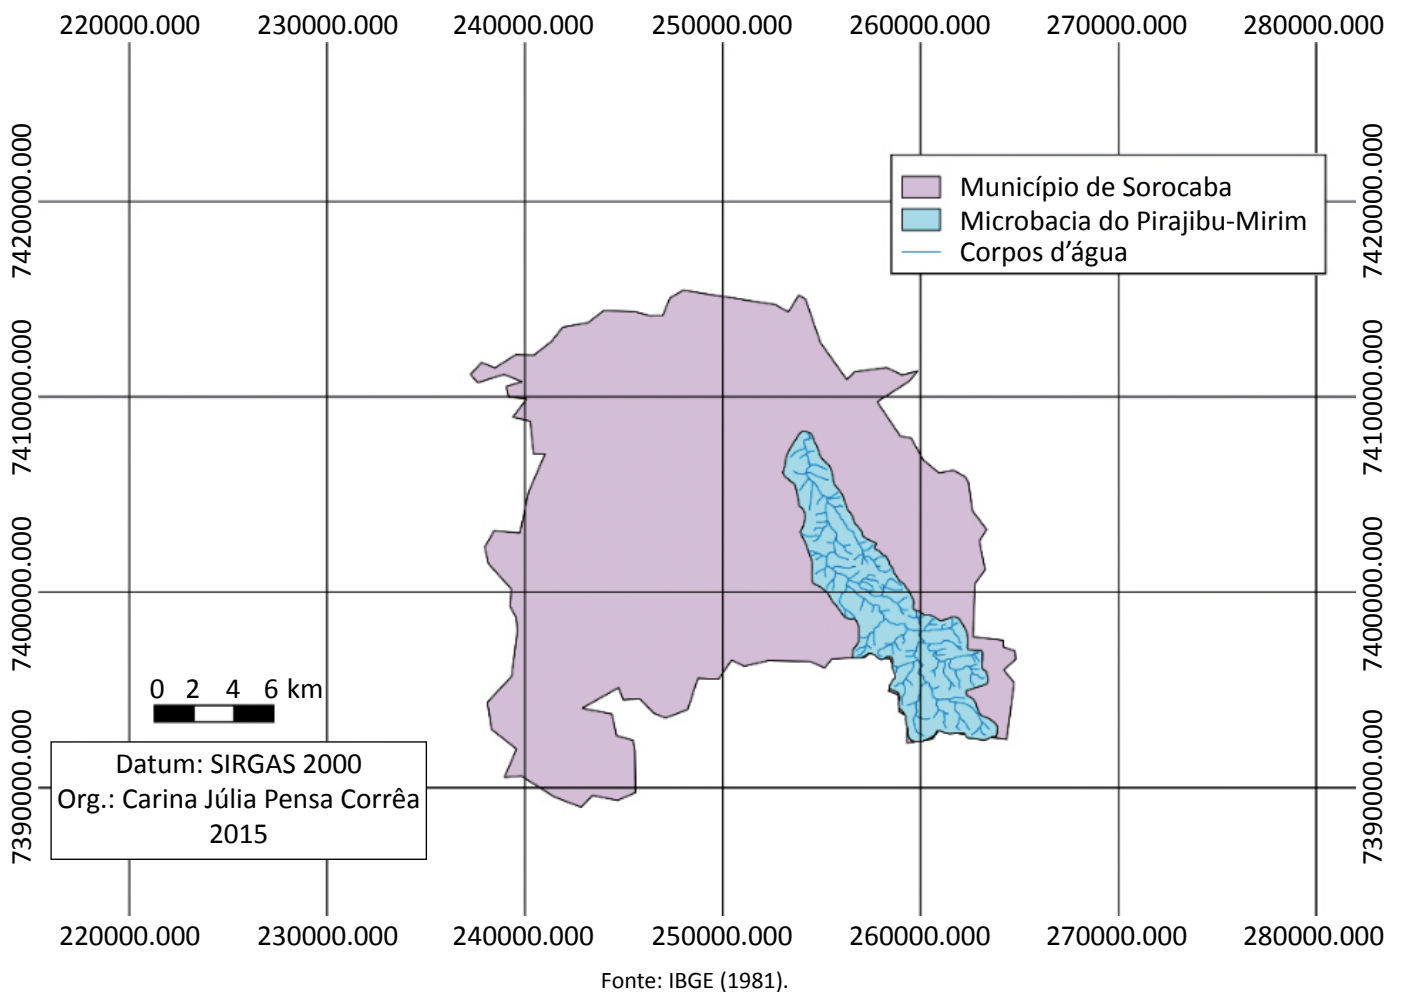 220000.000 230000.000 240000.000 250000.000 260000.000 270000.000 280000.000
7420000.000
7410000.000
7400000.000
7390000.000
Município de Sorocaba
Microbacia do Pirajibu-Mirim
Corpos d'água
7420000.000
7410000.000
7400000.000
7390000.000
0 2 4 6 km
Datum: SIRGAS 2000
Org.: Carina Júlia Pensa Corrêa
2015
220000.000 230000.000 240000.000 250000.000 260000.000 270000.000 280000.000
Fonte: IBGE (1981).